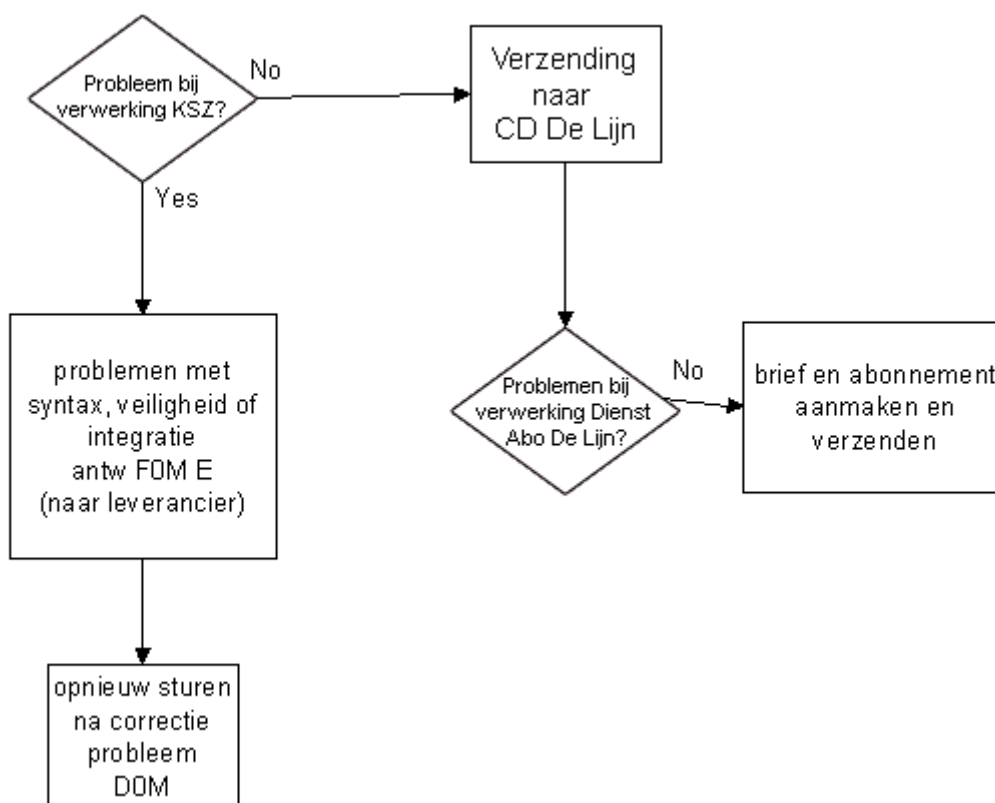 Probleem bij
verwerking KSZ?
No
Yes
Verzending
naar
CD De Lijn
problemen met
syntax, veiligheid of
integratie
antw FOM E
(naar leverancier)
Problemen bij
verwerking Dienst
Abo De Lijn?
No
brief en abonnement
aanmaken en
verzenden
opnieuw sturen
na correctie
probleem
DOM